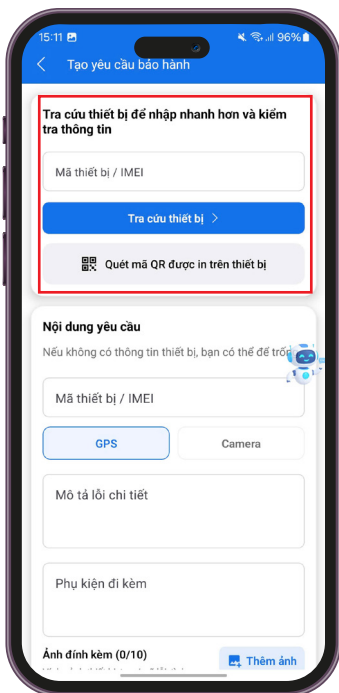 15:11
96%
Tạo yêu cầu bảo hành
Tra cứu thiết bị để nhập nhanh hơn và kiểm
tra thông tin
Mã thiết bị / IMEI
Tra cứu thiết bị
Quét mã QR được in trên thiết bị
Nội dung yêu cầu
Nếu không có thông tin thiết bị, bạn có thể để trốn
Mã thiết bị / IMEI
GPS
Camera
Mô tả lỗi chi tiết
Phụ kiện đi kèm
Ảnh đính kèm (0/10)
Thêm ảnh